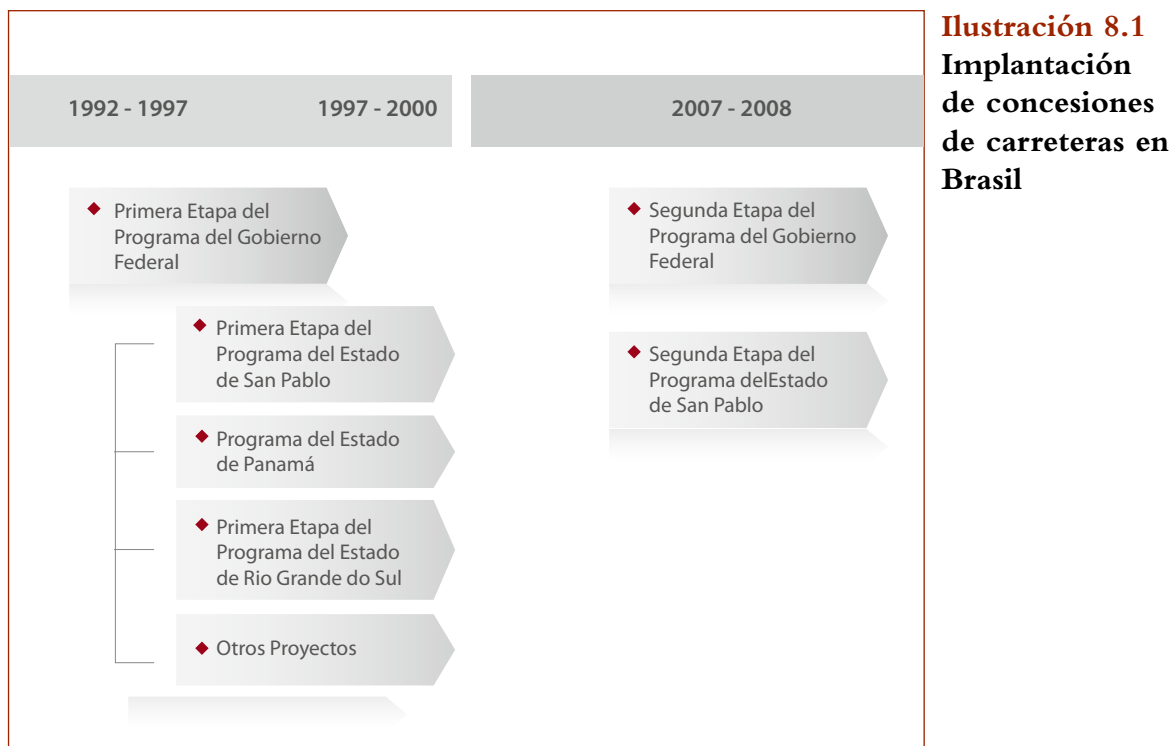 Ilustración 8.1
Implantación
de concesiones
de carreteras en
Brasil
1992 - 1997
1997 - 2000
2007 - 2008
Primera Etapa del
Programa del Gobierno
Federal
Primera Etapa del
Programa del Estado
de San Pablo
Programa del Estado
de Panamá
Primera Etapa del
Programa del Estado
de Rio Grande do Sul
Otros Proyectos
Segunda Etapa del
Programa del Gobierno
Federal
Segunda Etapa del
Programa delEstado
de San Pablo